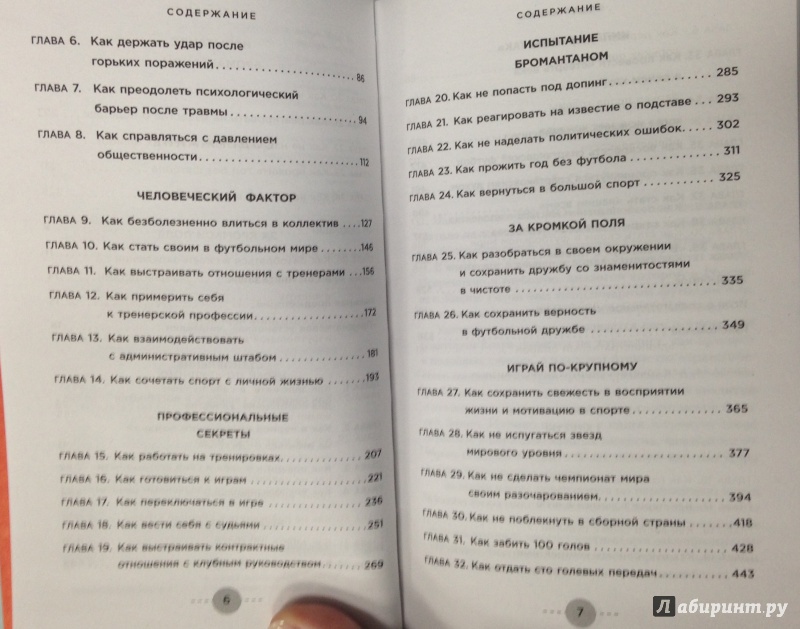 СОДЕРЖАНИЕ
ГЛАВА 6. Как держать удар после
горьких поражений 86
ГЛАВА 7. Как преодолеть психологический
барьер после травмы 94
ГЛАВА 8. Как справляться с давлением
общественности 112
ЧЕЛОВЕЧЕСКИЙ ФАКТОР
ГЛАВА 9. Как безболезненно влиться в коллектив 127
ГЛАВА 10. Как стать своим в футбольном мире 146
ГЛАВА 11. Как выстраивать отношения с тренерами 156
ГЛАВА 12. Как примерить себя
к тренерской профессии 172
ГЛАВА 13. Как взаимодействовать
с административным штабом 181
ГЛАВА 14. Как сочетать спорт с личной жизнью 193
ПРОФЕССИОНАЛЬНЫЕ
СЕКРЕТЫ
ГЛАВА 15. Как работать на тренировках 207
ГЛАВА 16. Как готовиться к играм 221
ГЛАВА 17. Как переключаться в игре 236
ГЛАВА 18. Как вести себя с судьями 251
ГЛАВА 19. Как выстраивать контрактные
отношения с клубным руководством 269
6
СОДЕРЖАНИЕ
ИСПЫТАНИЕ
БРОМАНТАНОМ
ГЛАВА 20. Как не попасть под допинг 285
ГЛАВА 21. Как реагировать на известие о подставе 293
ГЛАВА 22. Как не наделать политических ошибок 302
ГЛАВА 23. Как прожить год без футбола 311
ГЛАВА 24. Как вернуться в большой спорт 325
ЗА КРОМКОЙ ПОЛЯ
ГЛАВА 25. Как разобраться в своем окружении
и сохранить дружбу со знаменитостями
в чистоте 335
ГЛАВА 26. Как сохранить верность
в футбольной дружбе 349
ИГРАЙ ПО-КРУПНОМУ
ГЛАВА 27. Как сохранить свежесть в восприятии
жизни и мотивацию в спорте 365
ГЛАВА 28. Как не испугаться звезд
мирового уровня 377
ГЛАВА 29. Как не сделать чемпионат мира
своим разочарованием 394
ГЛАВА 30. Как не поблекнуть в сборной страны 418
ГЛАВА 31. Как забить 100 голов 428
ГЛАВА 32. Как отдать сто голевых передач 443
7
Лабиринт.ру